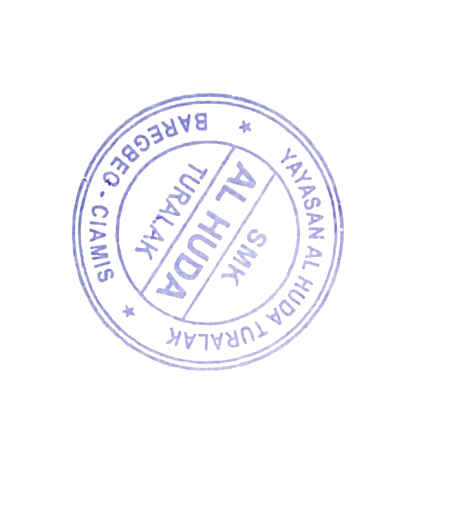 YAYASAN AL HUDA TURALAK
BAREGBEG - CIAMIS
SMK
AL HUDA
TURALAK